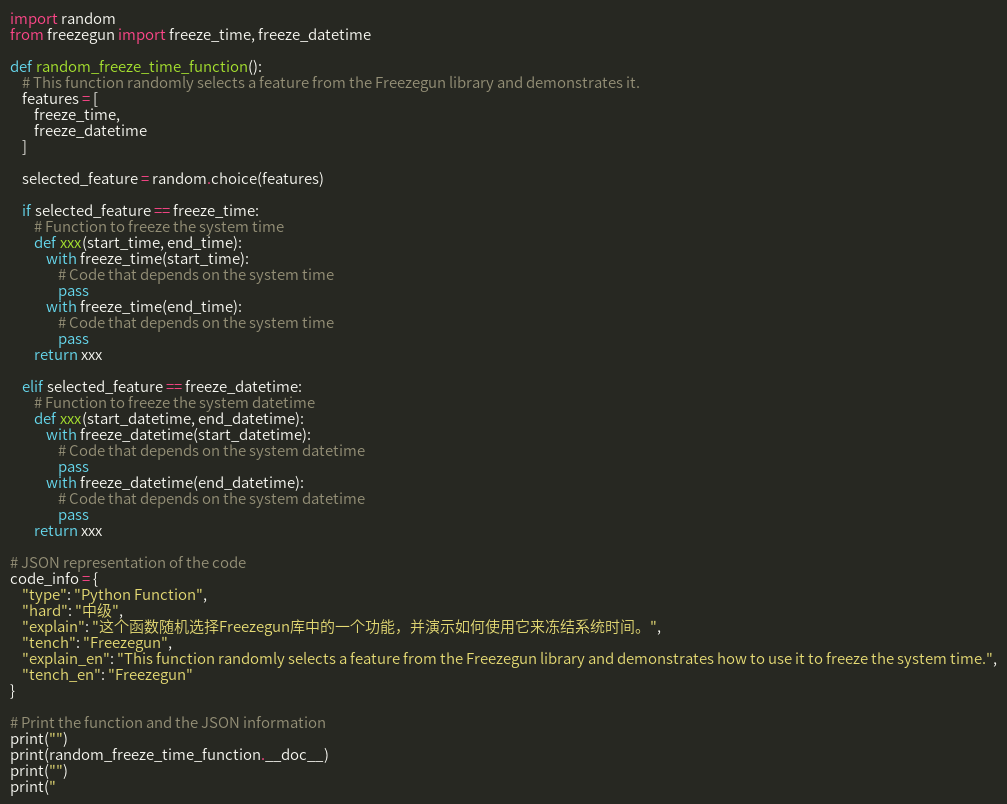 import random
from freezegun import freeze_time, freeze_datetime

def random_freeze_time_function():
    # This function randomly selects a feature from the Freezegun library and demonstrates it.
    features = [
        freeze_time,
        freeze_datetime
    ]

    selected_feature = random.choice(features)

    if selected_feature == freeze_time:
        # Function to freeze the system time
        def xxx(start_time, end_time):
            with freeze_time(start_time):
                # Code that depends on the system time
                pass
            with freeze_time(end_time):
                # Code that depends on the system time
                pass
        return xxx

    elif selected_feature == freeze_datetime:
        # Function to freeze the system datetime
        def xxx(start_datetime, end_datetime):
            with freeze_datetime(start_datetime):
                # Code that depends on the system datetime
                pass
            with freeze_datetime(end_datetime):
                # Code that depends on the system datetime
                pass
        return xxx

# JSON representation of the code
code_info = {
    "type": "Python Function",
    "hard": "中级",
    "explain": "这个函数随机选择Freezegun库中的一个功能，并演示如何使用它来冻结系统时间。",
    "tench": "Freezegun",
    "explain_en": "This function randomly selects a feature from the Freezegun library and demonstrates how to use it to freeze the system time.",
    "tench_en": "Freezegun"
}

# Print the function and the JSON information
print("")
print(random_freeze_time_function.__doc__)
print("")
print("